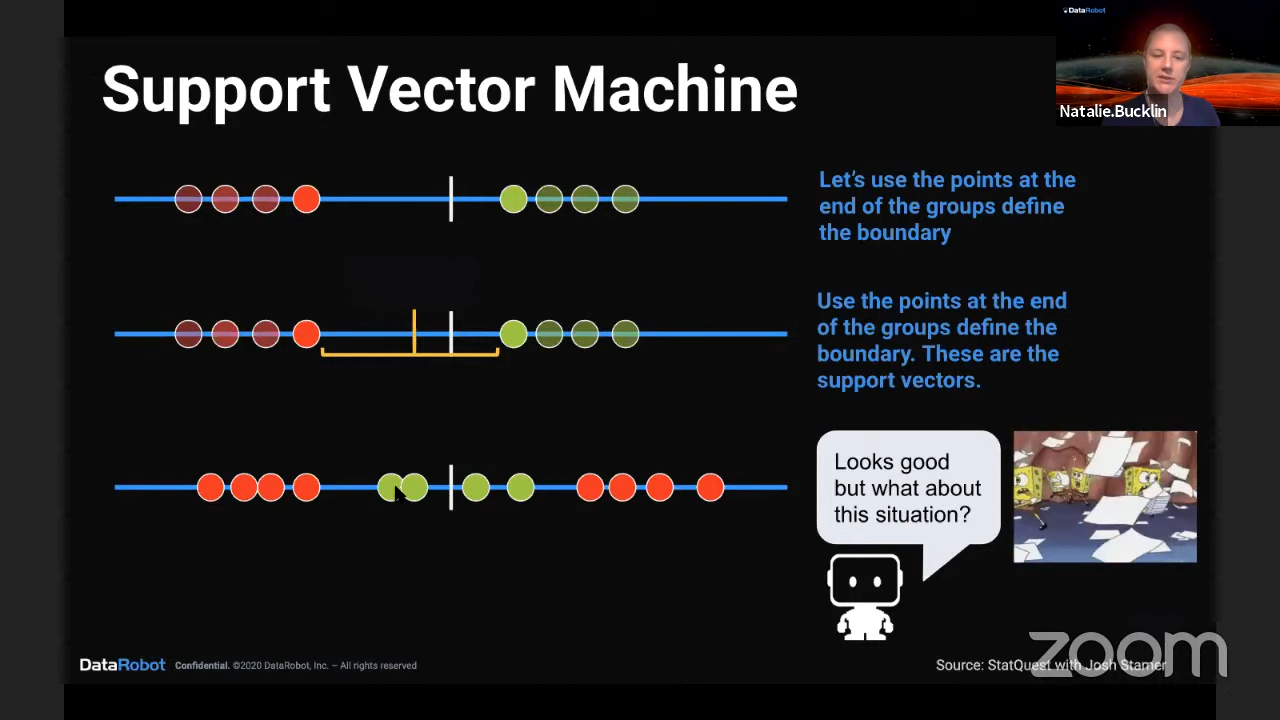 DataRobot
Natalie.Bucklin
Support Vector Machine
Let's use the points at the
end of the groups define
the boundary
Use the points at the end
of the groups define the
boundary. These are the
support vectors.
Looks good
but what about
this situation?
DataRobot Confidential. ©2020 DataRobot, Inc. – All rights reserved
Source: StatQuest with Josh Starmer
zoom